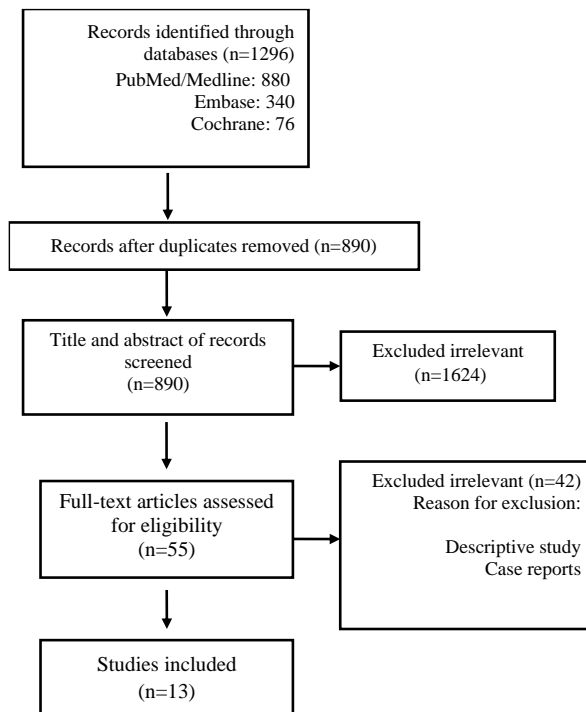 Records identified through
databases (n=1296)
PubMed/Medline: 880
Embase: 340
Cochrane: 76
Records after duplicates removed (n=890)
Title and abstract of records
screened
(n=890)
Excluded irrelevant
(n=1624)
Full-text articles assessed
for eligibility
(n=55)
Excluded irrelevant (n=42)
Reason for exclusion:
Descriptive study
Case reports
Studies included
(n=13)